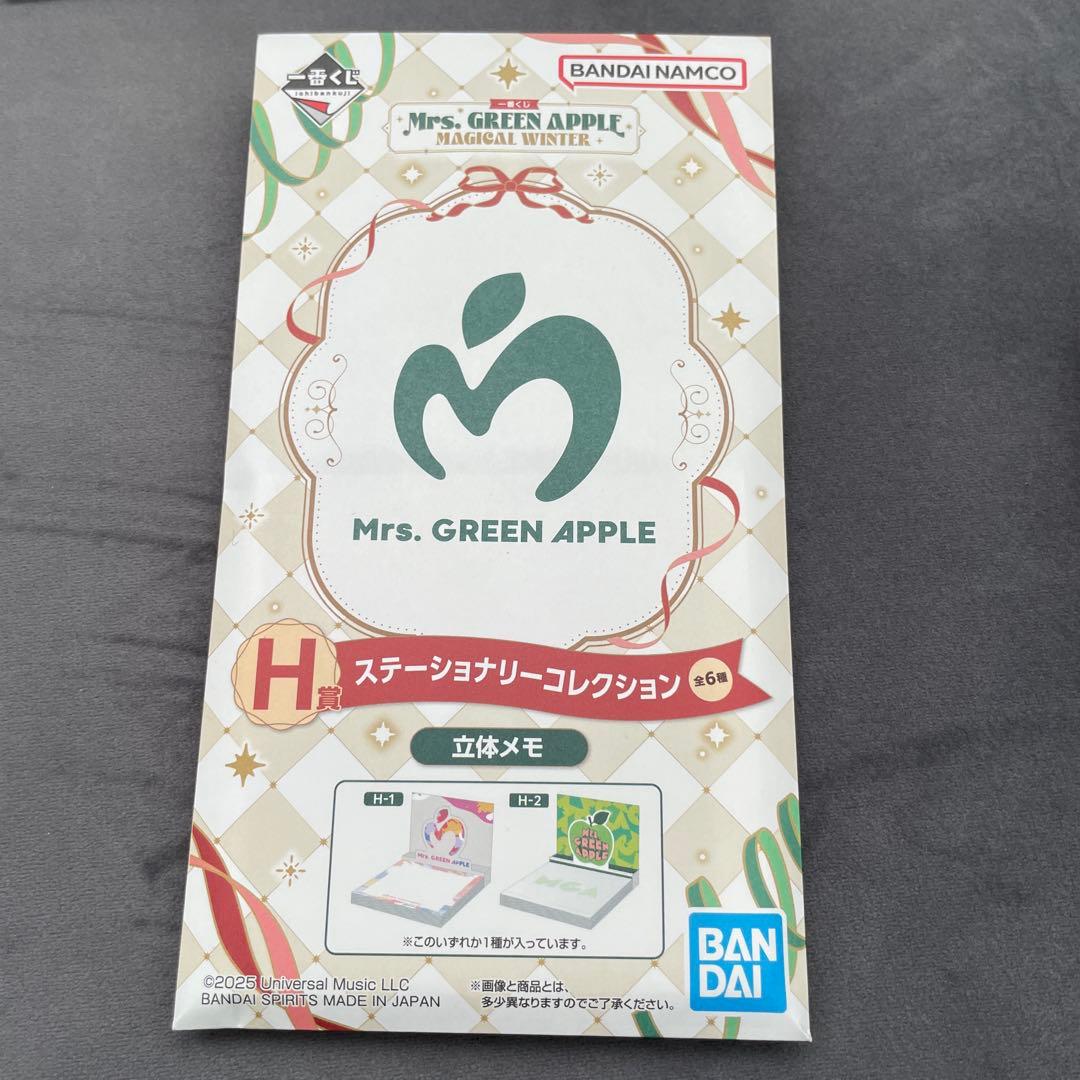 一番くじ
ichibankuji
BANDAI NAMCO
一番くじ
Mrs. GREEN APPLE
MAGICAL WINTER
Mrs. GREEN APPLE
H賞
ステーショナリーコレクション
全6種
立体メモ
H-1
H-2
Mrs. GREEN APPLE
MRS.
GREEN
APPLE
MGA
※このいずれか1種が入っています。
©2025 Universal Music LLC
BANDAI SPIRITS MADE IN JAPAN
※画像と商品とは、
多少異なりますのでご了承ください。
BAN
DAI